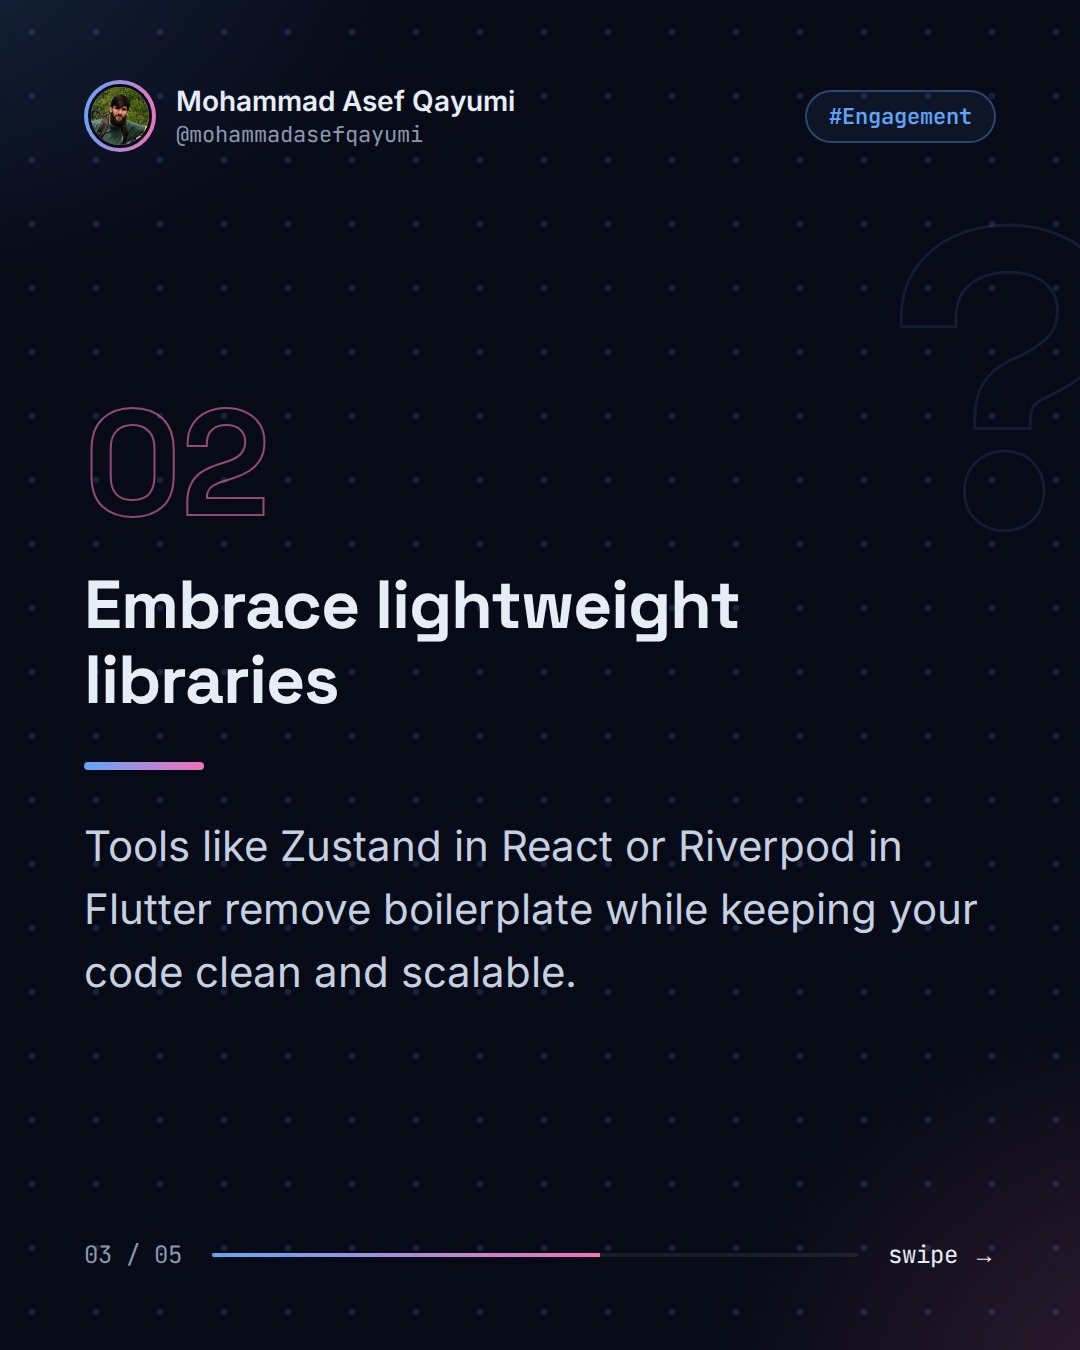 Mohammad Asef Qayumi
@mohammadasefqayumi
#Engagement
?
02
Embrace lightweight
libraries
Tools like Zustand in React or Riverpod in
Flutter remove boilerplate while keeping your
code clean and scalable.
03 / 05
swipe →